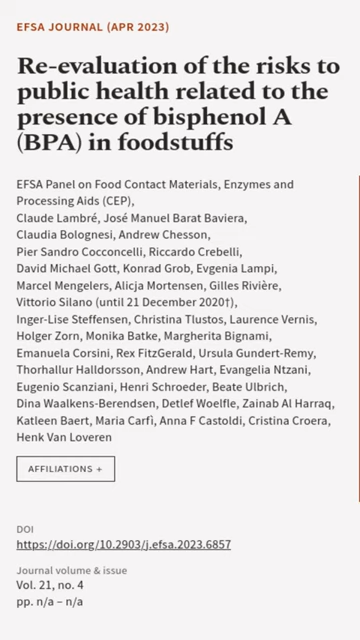 EFSA JOURNAL (APR 2023)
Re-evaluation of the risks to
public health related to the
presence of bisphenol A
(BPA) in foodstuffs
EFSA Panel on Food Contact Materials, Enzymes and
Processing Aids (CEP),
Claude Lambré, José Manuel Barat Baviera,
Claudia Bolognesi, Andrew Chesson,
Pier Sandro Cocconcelli, Riccardo Crebelli,
David Michael Gott, Konrad Grob, Evgenia Lampi,
Marcel Mengelers, Alicja Mortensen, Gilles Rivière,
Vittorio Silano (until 21 December 2020†),
Inger-Lise Steffensen, Christina Tlustos, Laurence Vernis,
Holger Zorn, Monika Batke, Margherita Bignami,
Emanuela Corsini, Rex FitzGerald, Ursula Gundert-Remy,
Thorhallur Halldorsson, Andrew Hart, Evangelia Ntzani,
Eugenio Scanziani, Henri Schroeder, Beate Ulbrich,
Dina Waalkens-Berendsen, Detlef Woelfle, Zainab Al Harraq,
Katleen Baert, Maria Carfì, Anna F Castoldi, Cristina Croera,
Henk Van Loveren
AFFILIATIONS +
DOI
https://doi.org/10.2903/j.efsa.2023.6857
Journal volume & issue
Vol. 21, no. 4
pp. n/a – n/a